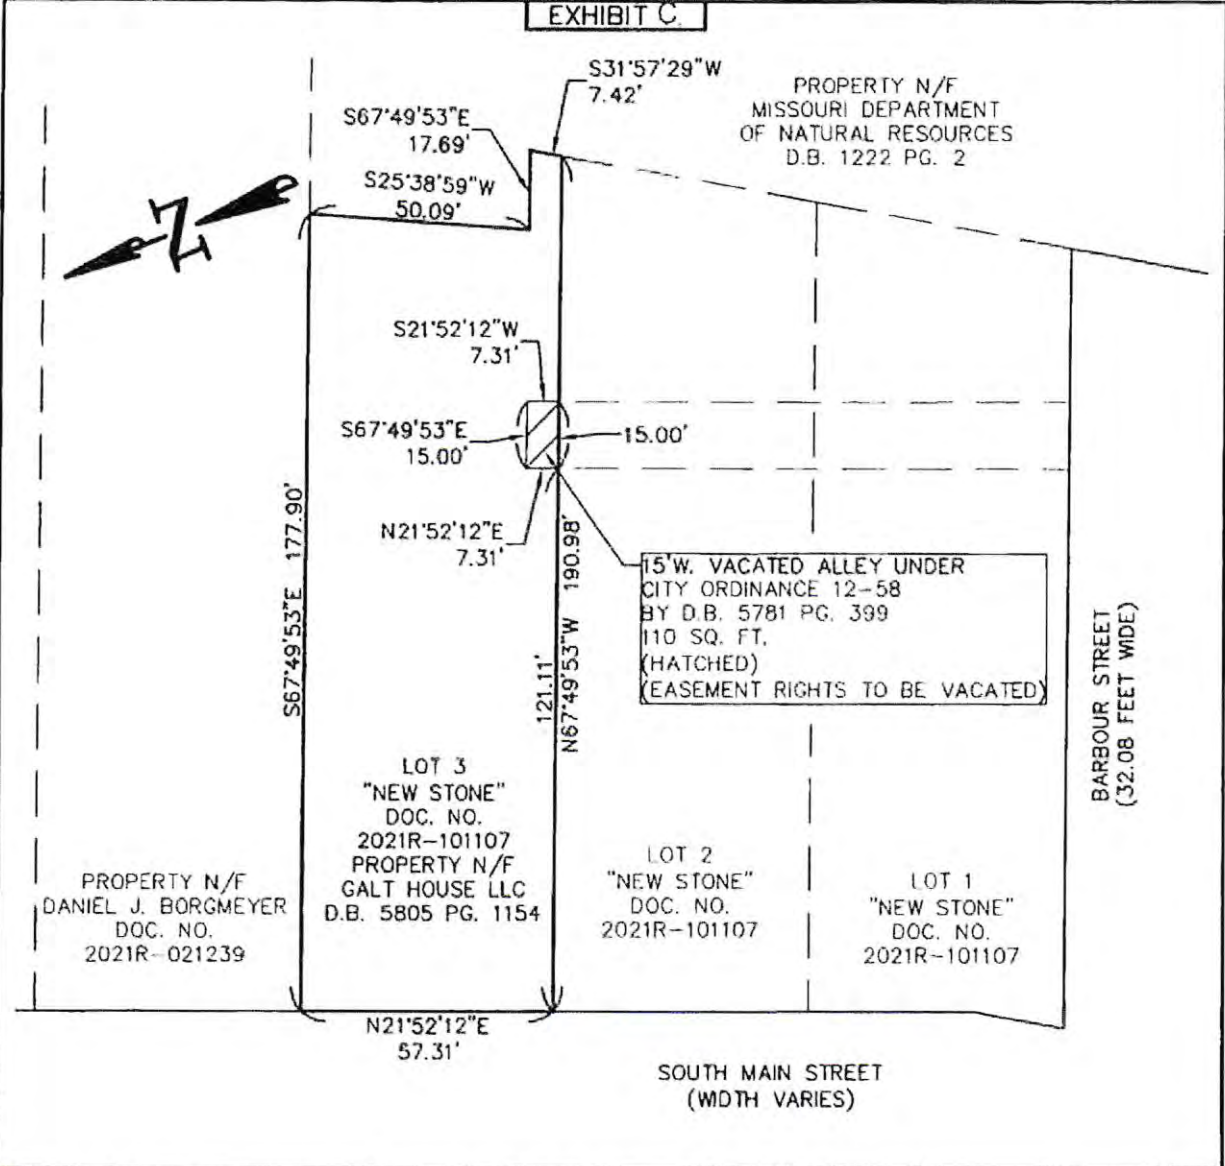 EXHIBIT C.
S31°57'29"W
7.42'
PROPERTY N/F
MISSOURI DEPARTMENT
OF NATURAL RESOURCES
D.B. 1222 PG. 2
S67°49'53"E
17.69'
S25°38'59"W
50.09'
N
S21°52'12"W
7.31'
S67°49'53"E
15.00'
15.00'
N21°52'12"E
7.31'
S67°49'53"E 177.90'
121.11'
N67°49'53"W 190.98'
15'W. VACATED ALLEY UNDER
CITY ORDINANCE 12-58
BY D.B. 5781 PG. 399
110 SQ. FT.
(HATCHED)
(EASEMENT RIGHTS TO BE VACATED)
BARBOUR STREET
(32.08 FEET WIDE)
LOT 3
"NEW STONE"
DOC. NO.
2021R-101107
PROPERTY N/F
GALT HOUSE LLC
D.B. 5805 PG. 1154
PROPERTY N/F
DANIEL J. BORGMEYER
DOC. NO.
2021R-021239
LOT 2
"NEW STONE"
DOC. NO.
2021R-101107
LOT 1
"NEW STONE"
DOC. NO.
2021R-101107
N21°52'12"E
57.31'
SOUTH MAIN STREET
(WIDTH VARIES)